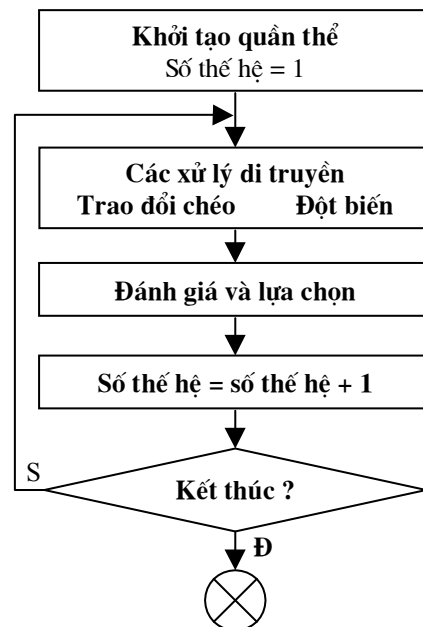 Khởi tạo quần thể
Số thế hệ = 1
Các xử lý di truyền
Trao đổi chéo Đột biến
Đánh giá và lựa chọn
Số thế hệ = số thế hệ + 1
S
Kết thúc ?
Đ